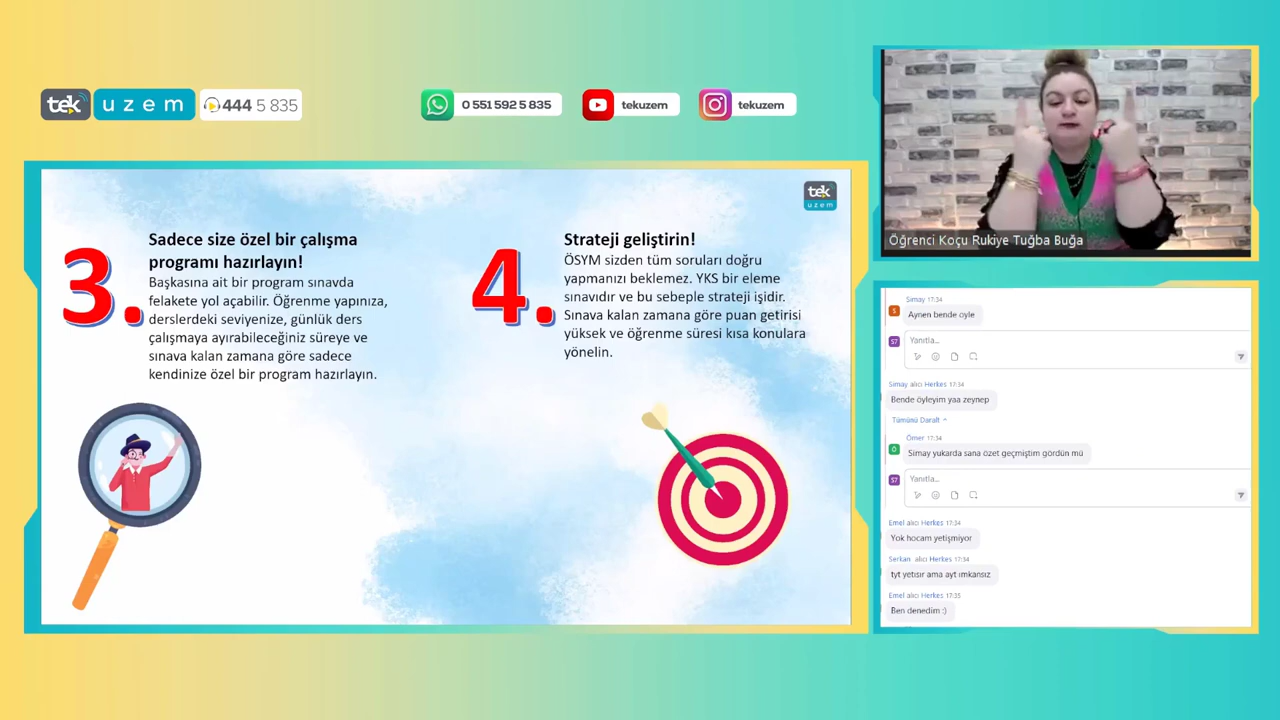 tek
uzem
444 5 835
0 551 592 5 835
tekuzem
tekuzem
tek
uzem
3.
Sadece size özel bir çalışma
programı hazırlayın!
Başkasına ait bir program sınavda
felakete yol açabilir. Öğrenme yapınıza,
derslerdeki seviyenize, günlük ders
çalışmaya ayırabileceğiniz süreye ve
sınava kalan zamana göre sadece
kendinize özel bir program hazırlayın.
4.
Strateji geliştirin!
ÖSYM sizden tüm soruları doğru
yapmanızı beklemez. YKS bir eleme
sınavıdır ve bu sebeple strateji işidir.
Sınava kalan zamana göre puan getirisi
yüksek ve öğrenme süresi kısa konulara
yönelin.
Öğrenci Koçu Rukiye Tuğba Buğa
Simay 17:34
S
Aynen bende oyle
S7
Yanıtla...
Simay alıcı Herkes 17:34
Bende öyleyim yaa zeynep
Tümünü Daralt
Ömer 17:34
Ö
Simay yukarda sana özet geçmiştim gördün mü
S7
Yanıtla...
Emel alıcı Herkes 17:34
Yok hocam yetişmiyor
Serkan alıcı Herkes 17:34
tyt yetısır ama ayt ımkansız
Emel alıcı Herkes 17:35
Ben denedim :)